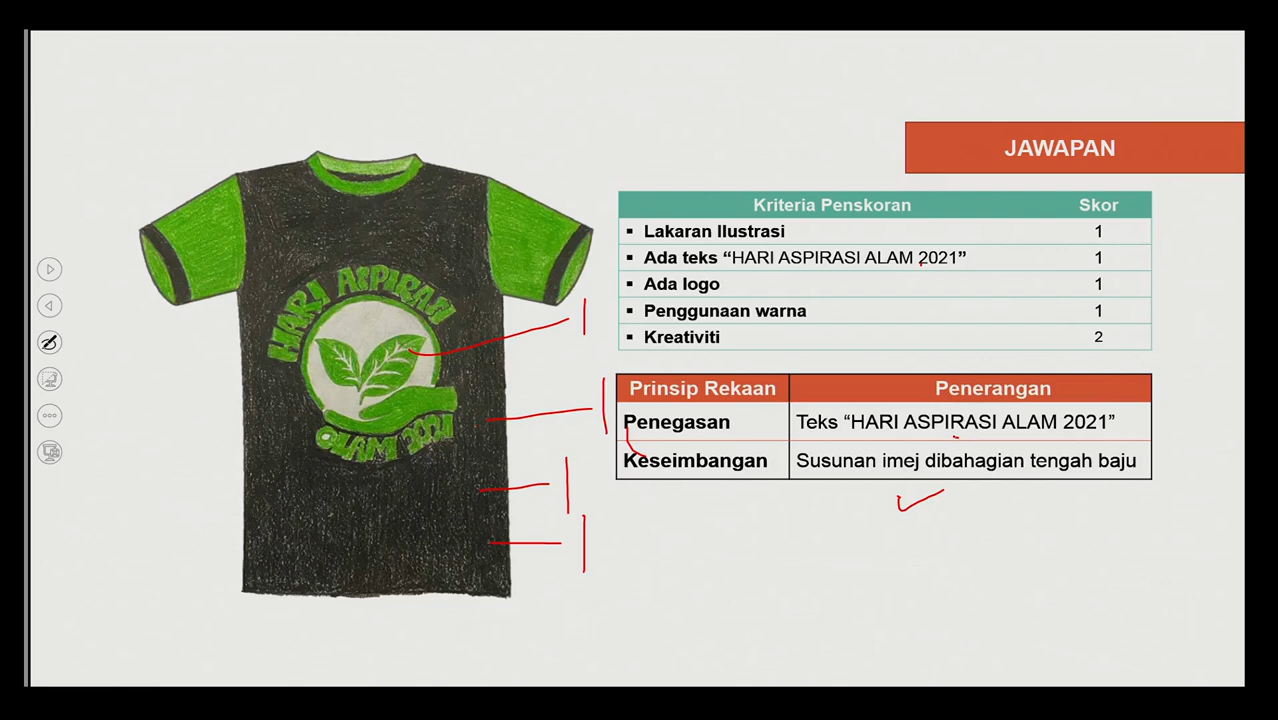 JAWAPAN
HARI ASPIRASI
ALAM 2021
Kriteria Penskoran Skor
▪ Lakaran Ilustrasi 1
▪ Ada teks “HARI ASPIRASI ALAM 2021” 1
▪ Ada logo 1
▪ Penggunaan warna 1
▪ Kreativiti 2
Prinsip Rekaan Penerangan
Penegasan Teks “HARI ASPIRASI ALAM 2021”
Keseimbangan Susunan imej dibahagian tengah baju